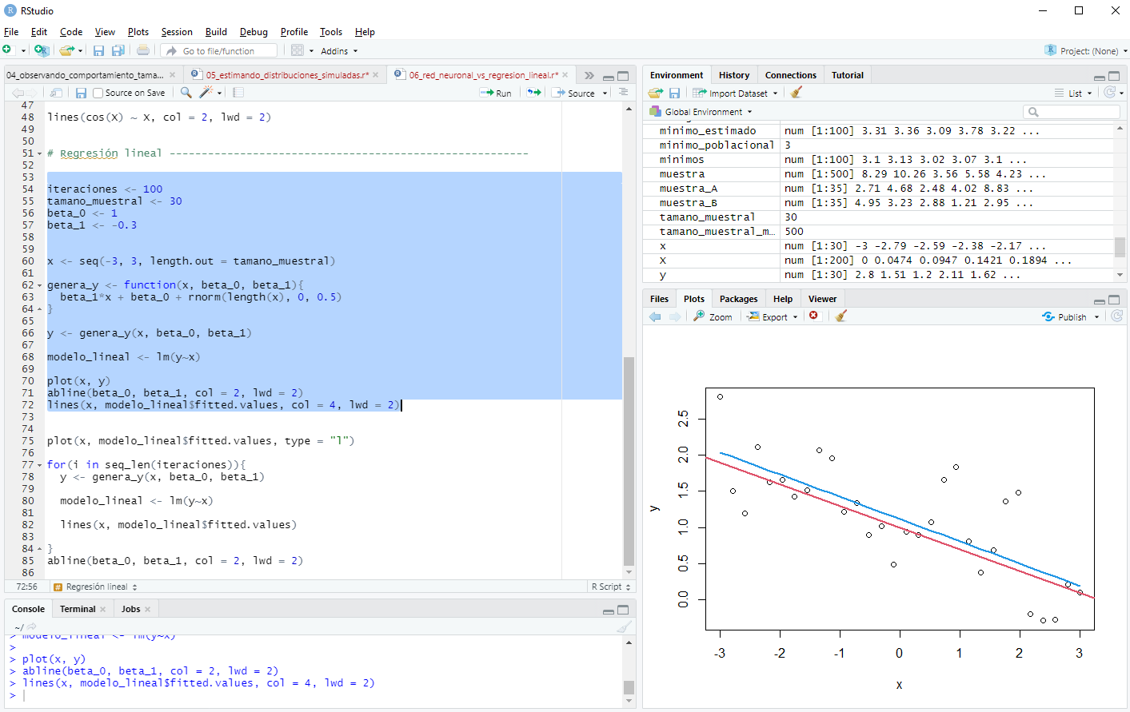 RStudio
File Edit Code View Plots Session Build Debug Profile Tools Help
Go to file/function Addins Project: (None)
04_observando_comportamiento_tama... 05_estimando_distribuciones_simuladas.r* 06_red_neuronal_vs_regresion_lineal.r*
Source on Save Run Source
47
48 lines(cos(X) ~ X, col = 2, lwd = 2)
49
50
51 # Regresión lineal --------------------------------------------------------
52
53
54 iteraciones <- 100
55 tamano_muestral <- 30
56 beta_0 <- 1
57 beta_1 <- -0.3
58
59
60 x <- seq(-3, 3, length.out = tamano_muestral)
61
62 genera_y <- function(x, beta_0, beta_1){
63 beta_1*x + beta_0 + rnorm(length(x), 0, 0.5)
64 }
65
66 y <- genera_y(x, beta_0, beta_1)
67
68 modelo_lineal <- lm(y~x)
69
70 plot(x, y)
71 abline(beta_0, beta_1, col = 2, lwd = 2)
72 lines(x, modelo_lineal$fitted.values, col = 4, lwd = 2)
73
74
75 plot(x, modelo_lineal$fitted.values, type = "l")
76
77 for(i in seq_len(iteraciones)){
78 y <- genera_y(x, beta_0, beta_1)
79
80 modelo_lineal <- lm(y~x)
81
82 lines(x, modelo_lineal$fitted.values)
83
84 }
85 abline(beta_0, beta_1, col = 2, lwd = 2)
86
72:56 Regresión lineal R Script
Console Terminal Jobs
~/
> modelo_lineal <- lm(y~x)
>
> plot(x, y)
> abline(beta_0, beta_1, col = 2, lwd = 2)
> lines(x, modelo_lineal$fitted.values, col = 4, lwd = 2)
>
Environment History Connections Tutorial
Import Dataset List
Global Environment
minimo_estimado num [1:100] 3.31 3.36 3.09 3.78 3.22 ...
minimo_poblacional 3
minimos num [1:100] 3.1 3.13 3.02 3.07 3.1 ...
muestra num [1:500] 8.29 10.26 3.56 5.58 4.23 ...
muestra_A num [1:35] 2.71 4.68 2.48 4.02 8.83 ...
muestra_B num [1:35] 4.95 3.23 2.88 1.21 2.95 ...
tamano_muestral 30
tamano_muestral_m... 500
x num [1:30] -3 -2.79 -2.59 -2.38 -2.17 ...
X num [1:200] 0 0.0474 0.0947 0.1421 0.1894 ...
y num [1:30] 2.8 1.51 1.2 2.11 1.62 ...
Files Plots Packages Help Viewer
Zoom Export Publish
2.5
2.0
1.5
1.0
0.5
0.0
y
-3 -2 -1 0 1 2 3
x